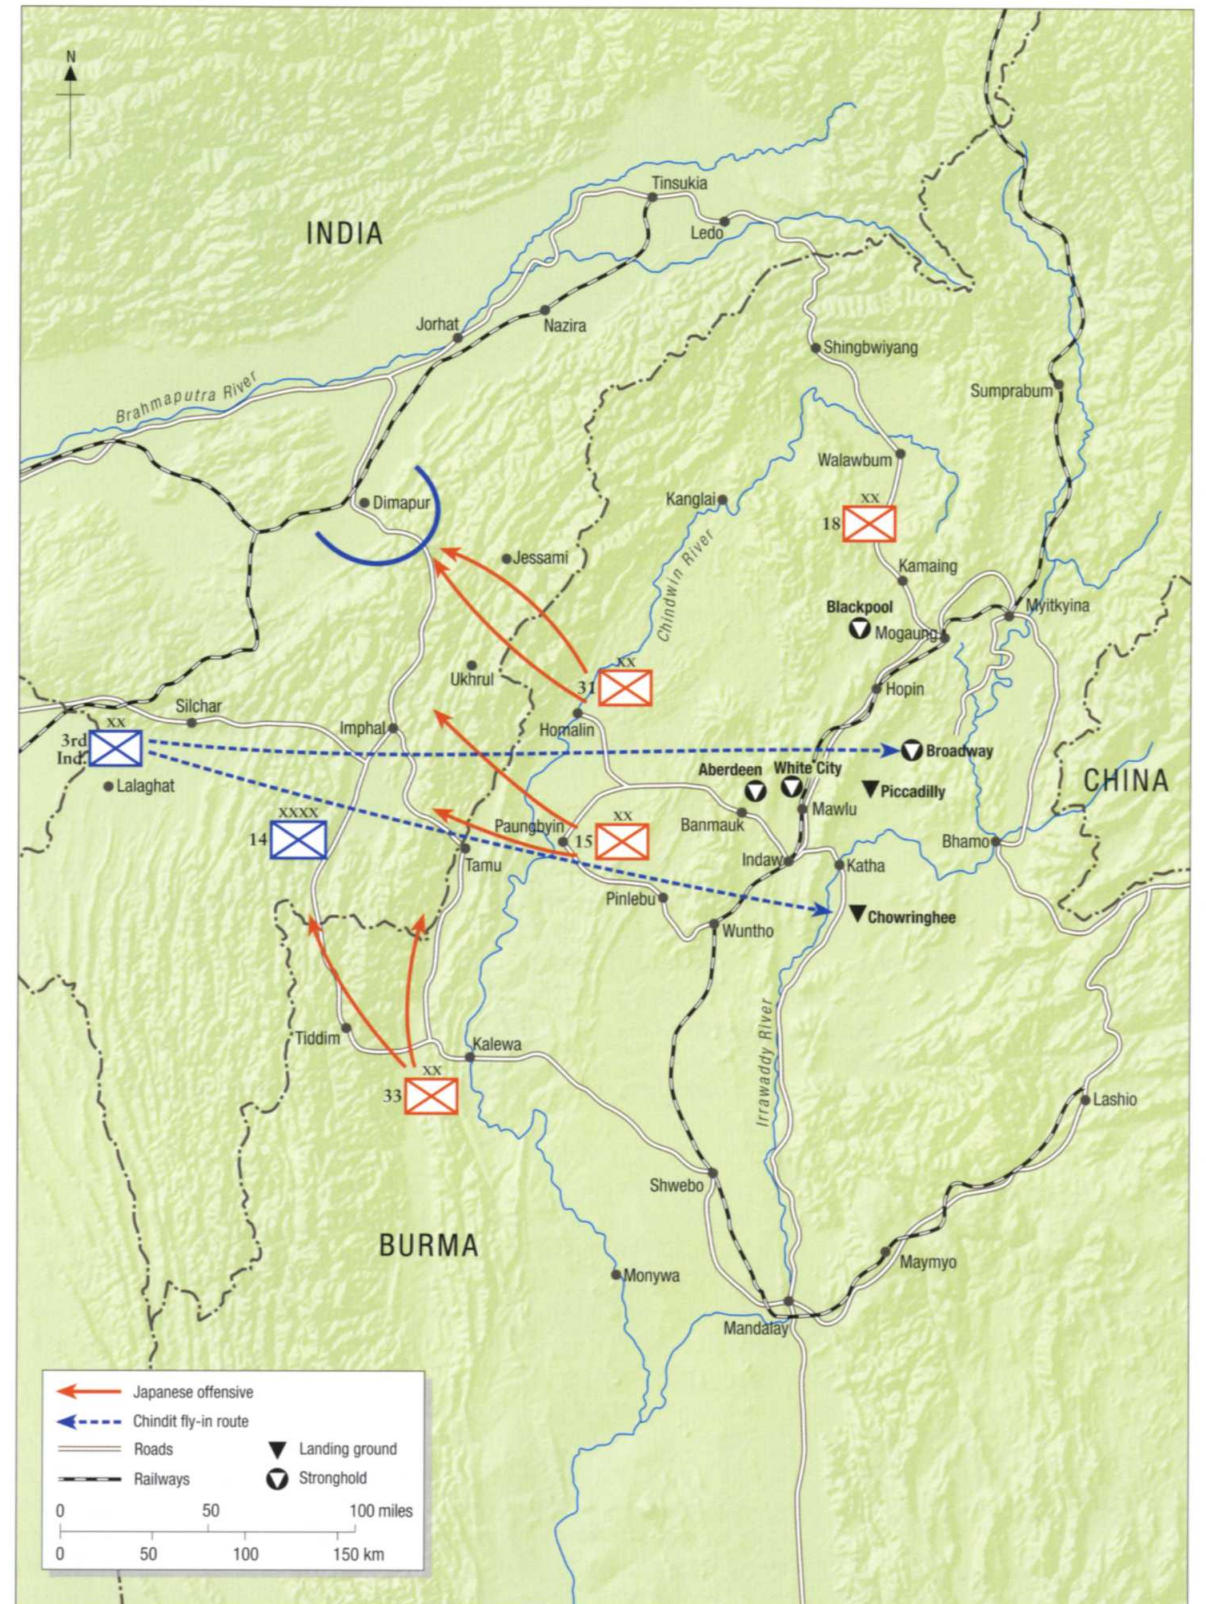 N
INDIA
Tinsukia
Ledo
Jorhat
Nazira
Shingbwiyang
Sumprabum
Brahmaputra River
Walawbum
Kanglai
Dimapur
XX
18
Jessami
Chindwin River
Kamaing
Blackpool
Myitkyina
Mogaung
XX
31
Ukhrul
Hopin
Silchar
Imphal
Homalin
XX
3rd
Ind.
Broadway
Aberdeen
White City
CHINA
Lalaghat
Piccadilly
XXXX
14
Mawlu
Banmauk
Paungbyin
XX
15
Bhamo
Tamu
Indaw
Katha
Pinlebu
Chowringhee
Wuntho
Irrawaddy River
Tiddim
Kalewa
XX
33
Lashio
Shwebo
BURMA
Maymyo
Monywa
Mandalay
Japanese offensive
Chindit fly-in route
Roads
Landing ground
Railways
Stronghold
0 50 100 miles
0 50 100 150 km